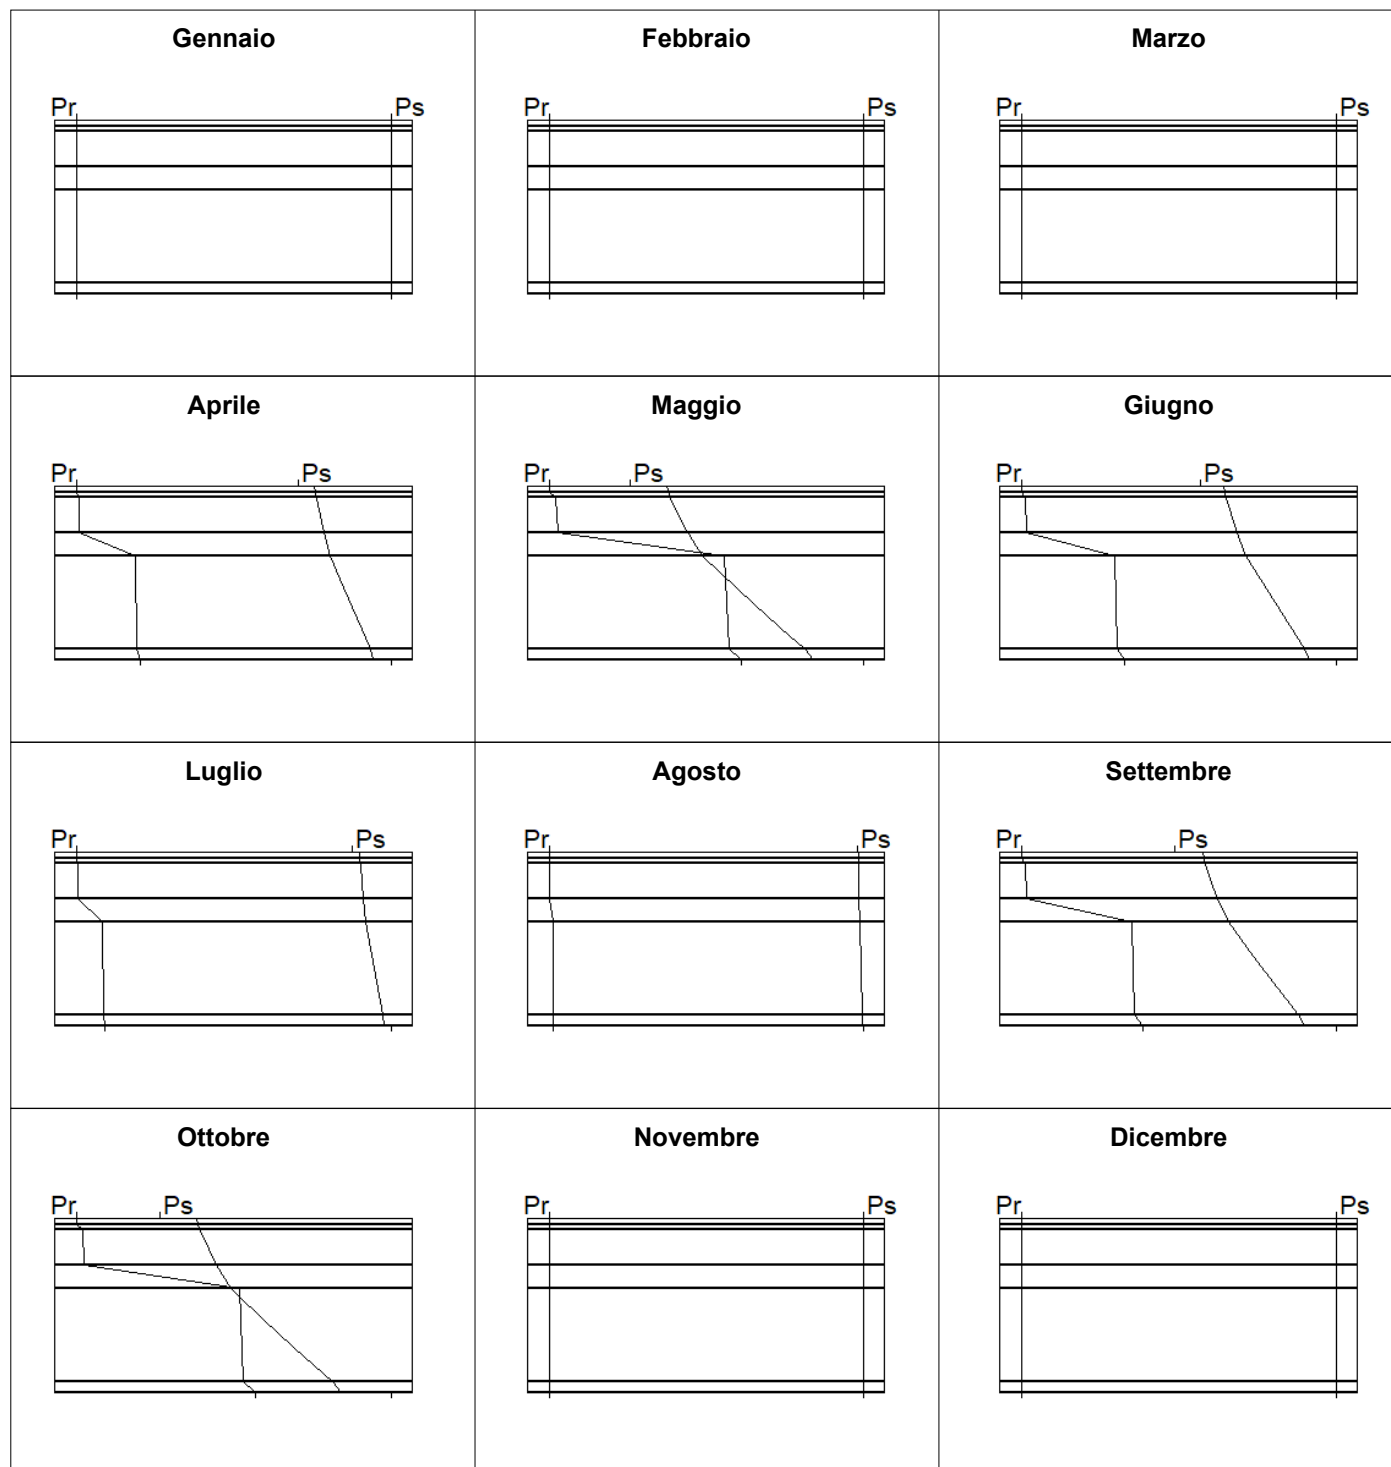 Gennaio Febbraio Marzo
Pr Ps Pr Ps Pr Ps
Aprile Maggio Giugno
Pr Ps Pr Ps Pr Ps
Luglio Agosto Settembre
Pr Ps Pr Ps Pr Ps
Ottobre Novembre Dicembre
Pr Ps Pr Ps Pr Ps